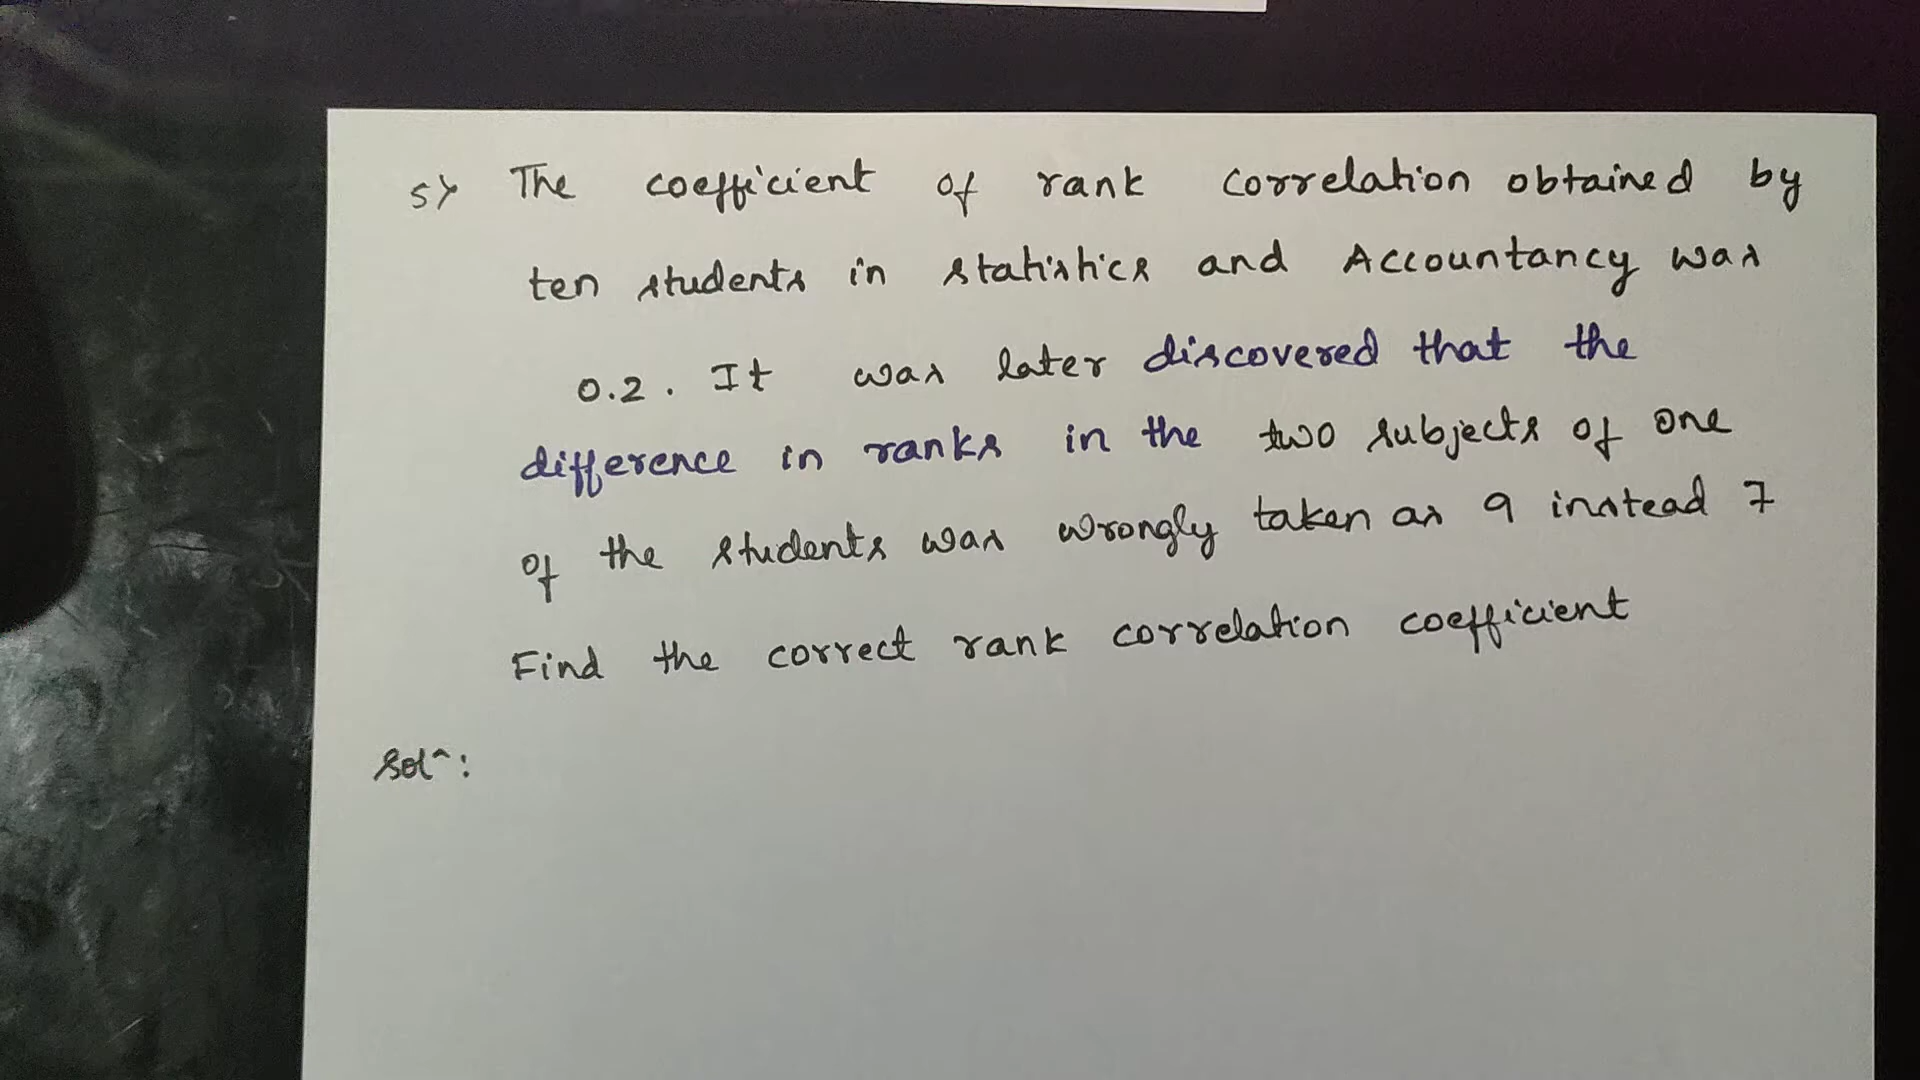 5) The coefficient of rank correlation obtained by
ten students in statistics and Accountancy was
0.2. It was later discovered that the
difference in ranks in the two subjects of one
of the students was wrongly taken as 9 instead 7
Find the correct rank correlation coefficient
Soln: